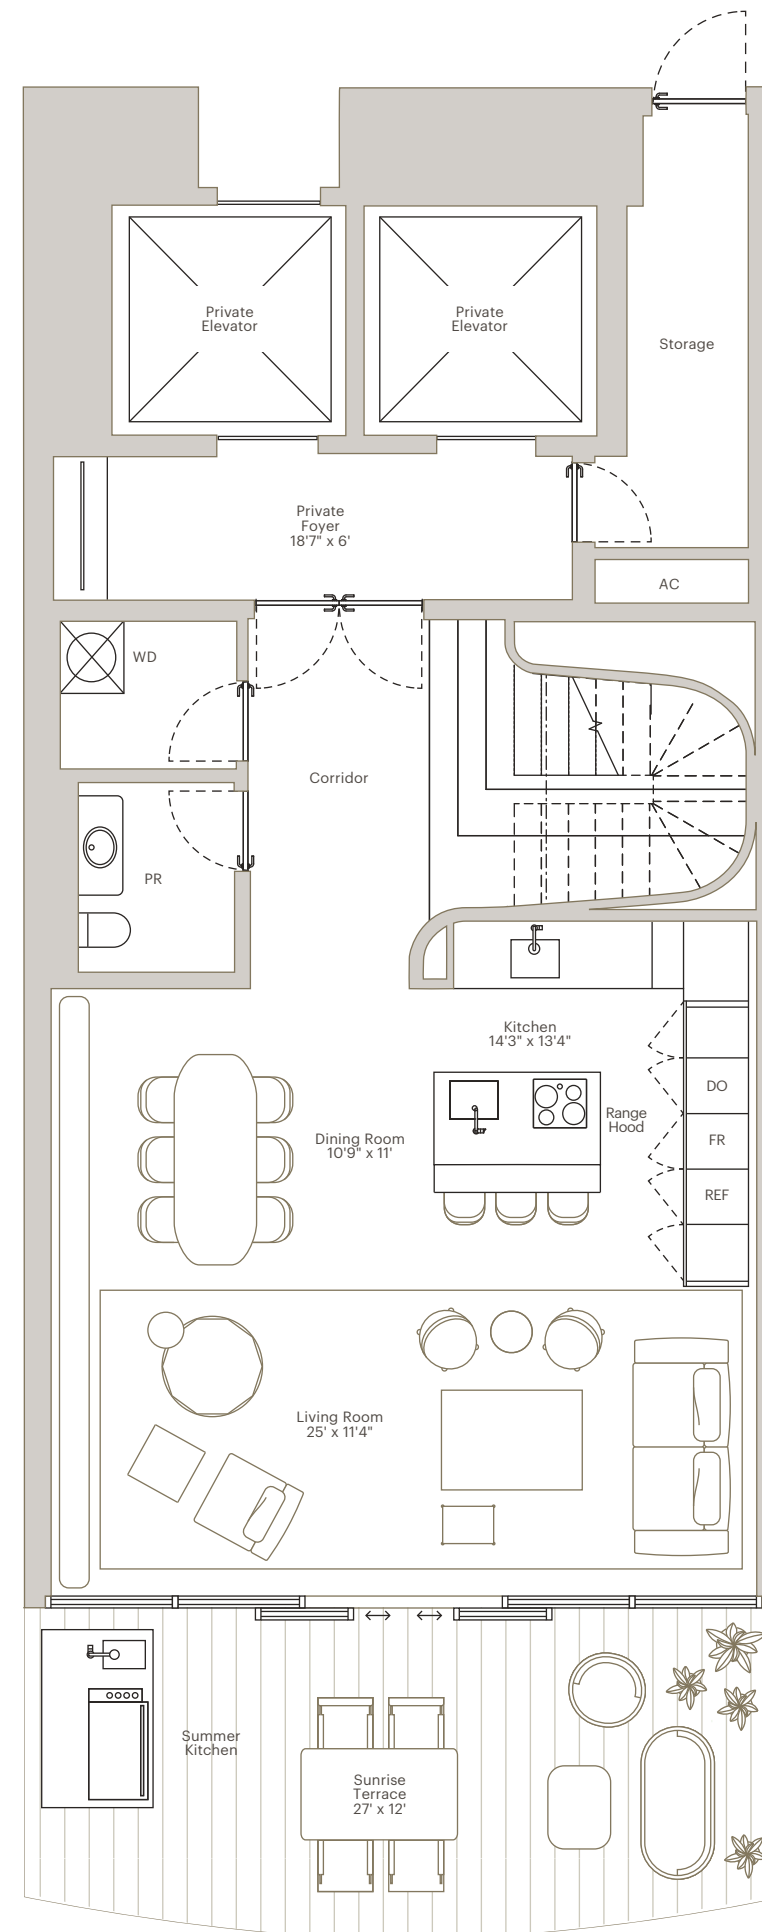 Private
Elevator
Private
Elevator
Storage
Private
Foyer
18'7" x 6'
AC
WD
Corridor
PR
Kitchen
14'3" x 13'4"
DO
Range
Hood
Dining Room
10'9" x 11'
FR
REF
Living Room
25' x 11'4"
Summer
Kitchen
Sunrise
Terrace
27' x 12'